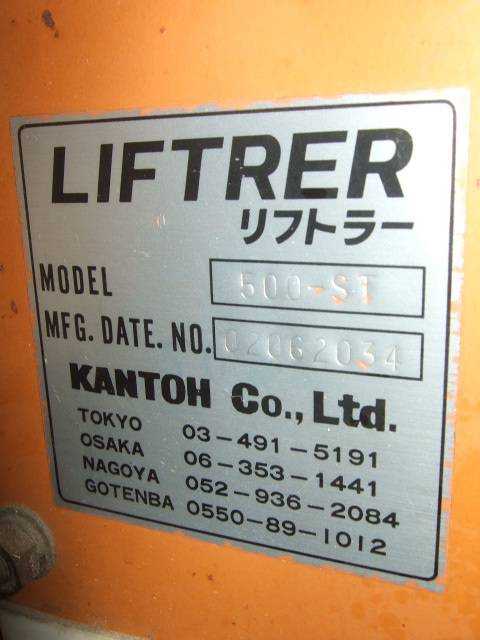 LIFTRER
リフトラー
MODEL 500-ST
MFG. DATE. NO. 02062034
KANTOH Co., Ltd.
TOKYO 03-491-5191
OSAKA 06-353-1441
NAGOYA 052-936-2084
GOTENBA 0550-89-1012